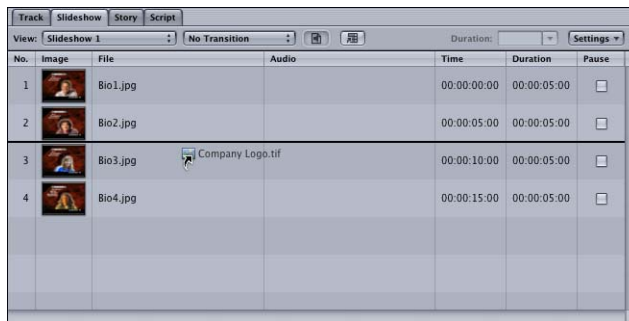 Track Slideshow Story Script
View: Slideshow 1 No Transition Duration: Settings
No. Image File Audio Time Duration Pause
1 Bio1.jpg 00:00:00:00 00:00:05:00
2 Bio2.jpg 00:00:05:00 00:00:05:00
3 Bio3.jpg Company Logo.tif 00:00:10:00 00:00:05:00
4 Bio4.jpg 00:00:15:00 00:00:05:00